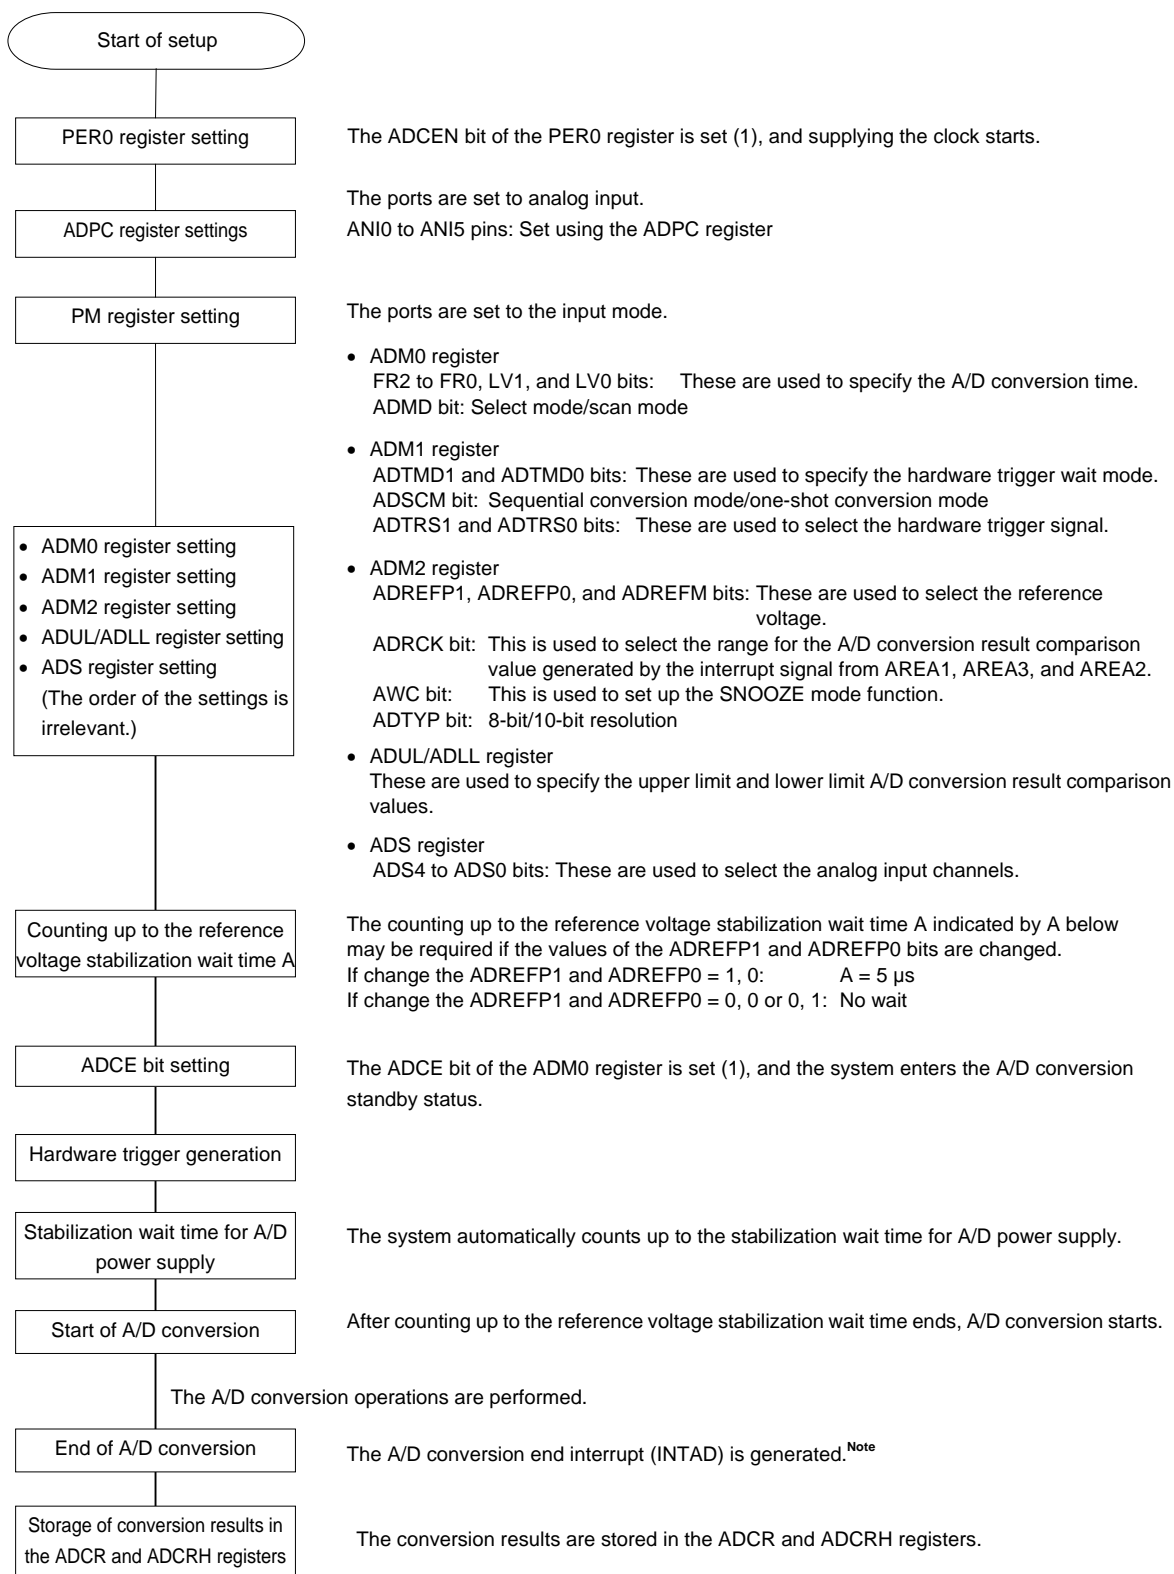 Start of setup
PER0 register setting
The ADCEN bit of the PER0 register is set (1), and supplying the clock starts.
The ports are set to analog input.
ADPC register settings
ANI0 to ANI5 pins: Set using the ADPC register
PM register setting
The ports are set to the input mode.
• ADM0 register setting
• ADM1 register setting
• ADM2 register setting
• ADUL/ADLL register setting
• ADS register setting
(The order of the settings is
irrelevant.)
• ADM0 register
FR2 to FR0, LV1, and LV0 bits: These are used to specify the A/D conversion time.
ADMD bit: Select mode/scan mode
• ADM1 register
ADTMD1 and ADTMD0 bits: These are used to specify the hardware trigger wait mode.
ADSCM bit: Sequential conversion mode/one-shot conversion mode
ADTRS1 and ADTRS0 bits: These are used to select the hardware trigger signal.
• ADM2 register
ADREFP1, ADREFP0, and ADREFM bits: These are used to select the reference
voltage.
ADRCK bit: This is used to select the range for the A/D conversion result comparison
value generated by the interrupt signal from AREA1, AREA3, and AREA2.
AWC bit: This is used to set up the SNOOZE mode function.
ADTYP bit: 8-bit/10-bit resolution
• ADUL/ADLL register
These are used to specify the upper limit and lower limit A/D conversion result comparison
values.
• ADS register
ADS4 to ADS0 bits: These are used to select the analog input channels.
Counting up to the reference
voltage stabilization wait time A
The counting up to the reference voltage stabilization wait time A indicated by A below
may be required if the values of the ADREFP1 and ADREFP0 bits are changed.
If change the ADREFP1 and ADREFP0 = 1, 0: A = 5 µs
If change the ADREFP1 and ADREFP0 = 0, 0 or 0, 1: No wait
ADCE bit setting
The ADCE bit of the ADM0 register is set (1), and the system enters the A/D conversion
standby status.
Hardware trigger generation
Stabilization wait time for A/D
power supply
The system automatically counts up to the stabilization wait time for A/D power supply.
Start of A/D conversion
After counting up to the reference voltage stabilization wait time ends, A/D conversion starts.
The A/D conversion operations are performed.
End of A/D conversion
The A/D conversion end interrupt (INTAD) is generated.Note
Storage of conversion results in
the ADCR and ADCRH registers
The conversion results are stored in the ADCR and ADCRH registers.